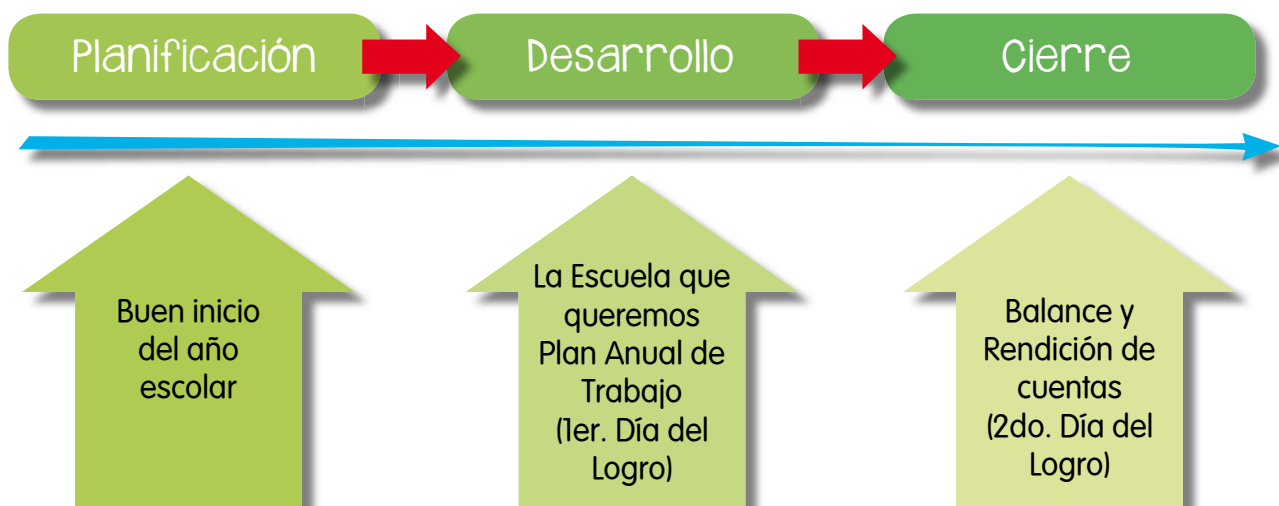 Planificación
Desarrollo
Cierre
Buen inicio
del año
escolar
La Escuela que
queremos
Plan Anual de
Trabajo
(1er. Día del
Logro)
Balance y
Rendición de
cuentas
(2do. Día del
Logro)